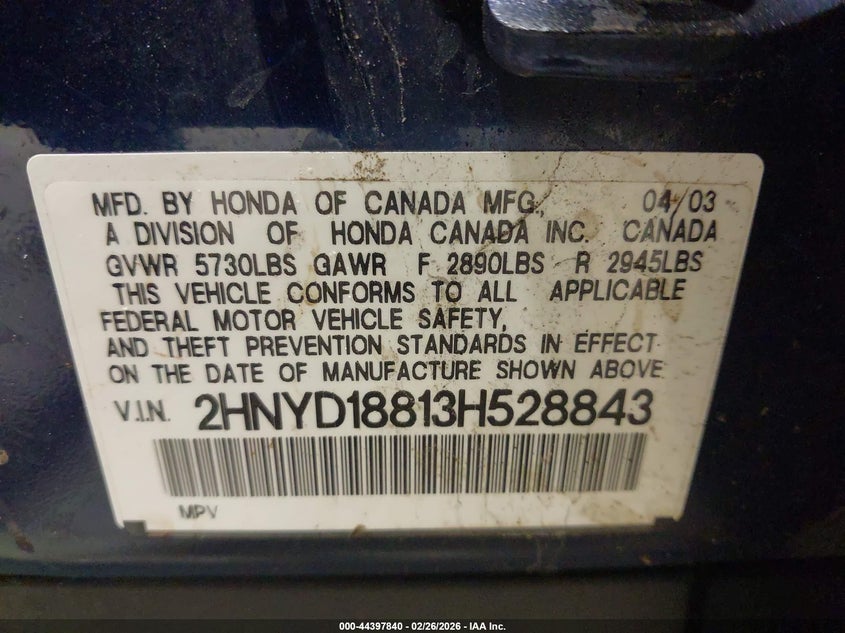 MFD. BY HONDA OF CANADA MFG., 04/03
A DIVISION OF HONDA CANADA INC. CANADA
GVWR 5730LBS GAWR F 2890LBS R 2945LBS
THIS VEHICLE CONFORMS TO ALL APPLICABLE
FEDERAL MOTOR VEHICLE SAFETY,
AND THEFT PREVENTION STANDARDS IN EFFECT
ON THE DATE OF MANUFACTURE SHOWN ABOVE.
V.I.N. 2HNYD18813H528843
MPV
000-44397840 - 02/26/2026 - IAA Inc.